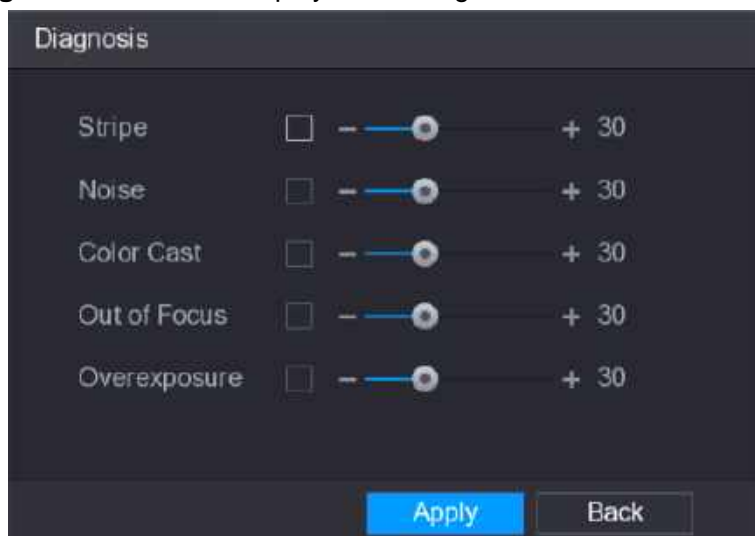 Diagnosis
Stripe 30
Noise 30
Color Cast 30
Out of Focus 30
Overexposure 30
Apply Back